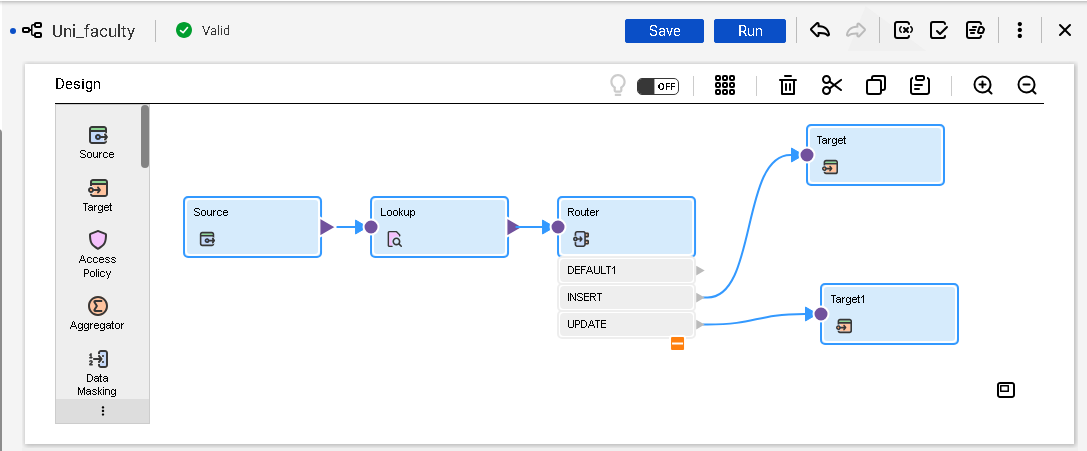 Uni_faculty
Valid
Save
Run
Design
OFF
Source
Target
Access
Policy
Aggregator
Data
Masking
Source
Lookup
Router
DEFAULT1
INSERT
UPDATE
Target
Target1